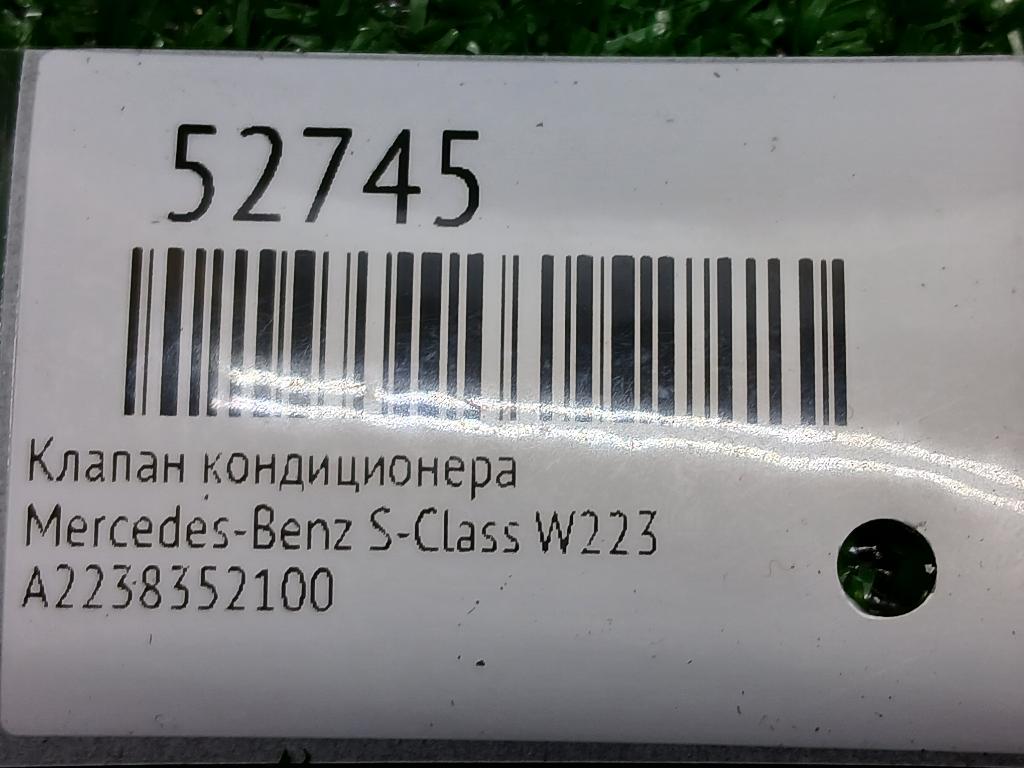 52745
Клапан кондиционера
Mercedes-Benz S-Class W223
A2238352100